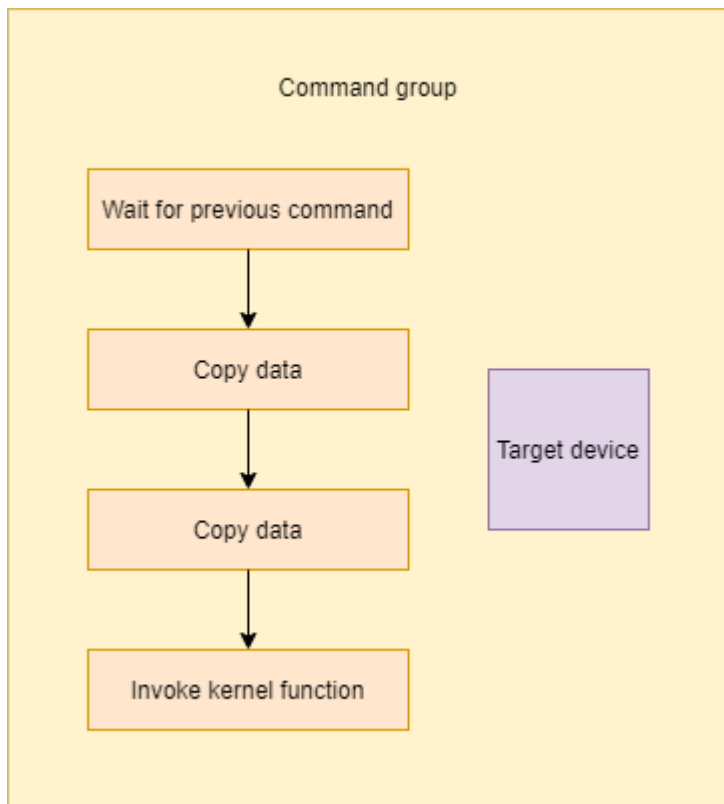 Command group
Wait for previous command
Copy data
Target device
Copy data
Invoke kernel function